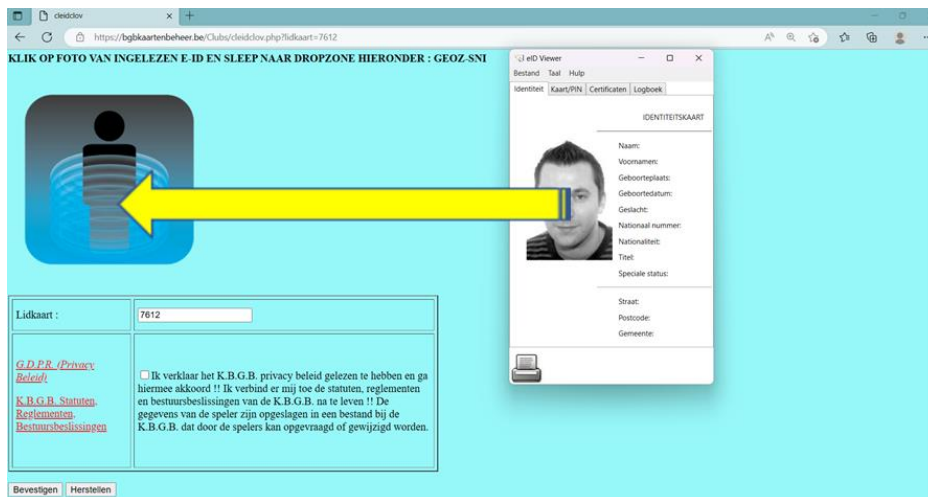 cleidclov
https://bgbkaartenbeheer.be/Clubs/cleidclov.php?lidkaart=7612
KLIK OP FOTO VAN INGELEZEN E-ID EN SLEEP NAAR DROPZONE HIERONDER : GEOZ-SNI
eID Viewer
Bestand Taal Hulp
Identiteit Kaart/PIN Certificaten Logboek
IDENTITEITSKAART
Naam:
Voornamen:
Geboorteplaats:
Geboortedatum:
Geslacht:
Nationaal nummer:
Nationaliteit:
Titel:
Speciale status:
Straat:
Postcode:
Gemeente:
Lidkaart :
7612
G.D.P.R. (Privacy
Beleid)
K.B.G.B. Statuten,
Reglementen,
Bestuursbeslissingen
Ik verklaar het K.B.G.B. privacy beleid gelezen te hebben en ga
hiermee akkoord !! Ik verbind er mij toe de statuten, reglementen
en bestuursbeslissingen van de K.B.G.B. na te leven !! De
gegevens van de speler zijn opgeslagen in een bestand bij de
K.B.G.B. dat door de spelers kan opgevraagd of gewijzigd worden.
Bevestigen Herstellen